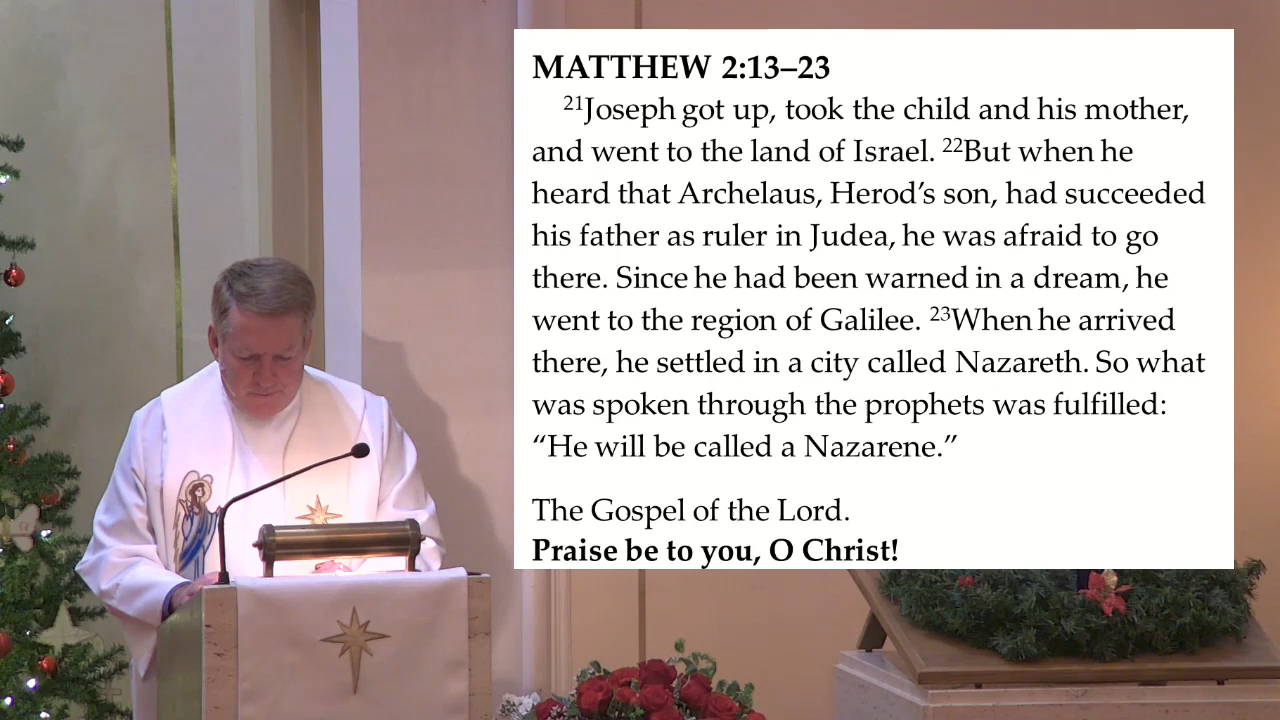 MATTHEW 2:13–23
²¹Joseph got up, took the child and his mother,
and went to the land of Israel. ²²But when he
heard that Archelaus, Herod’s son, had succeeded
his father as ruler in Judea, he was afraid to go
there. Since he had been warned in a dream, he
went to the region of Galilee. ²³When he arrived
there, he settled in a city called Nazareth. So what
was spoken through the prophets was fulfilled:
“He will be called a Nazarene.”
The Gospel of the Lord.
Praise be to you, O Christ!